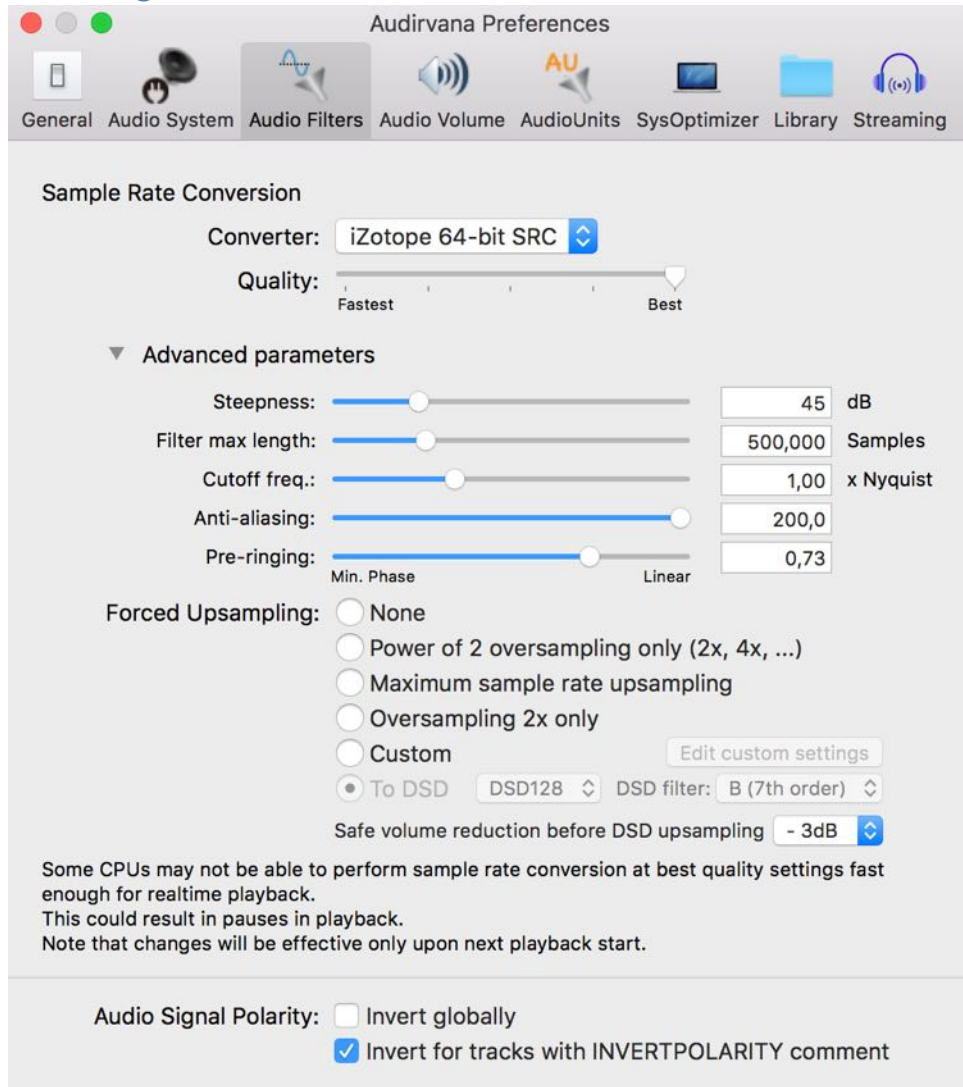 Audirvana Preferences
AU
General Audio System Audio Filters Audio Volume AudioUnits SysOptimizer Library Streaming
Sample Rate Conversion
Converter: iZotope 64-bit SRC
Quality:
Fastest Best
Advanced parameters
Steepness: 45 dB
Filter max length: 500,000 Samples
Cutoff freq.: 1,00 x Nyquist
Anti-aliasing: 200,0
Pre-ringing: 0,73
Min. Phase Linear
Forced Upsampling: None
Power of 2 oversampling only (2x, 4x, ...)
Maximum sample rate upsampling
Oversampling 2x only
Custom Edit custom settings
To DSD DSD128 DSD filter: B (7th order)
Safe volume reduction before DSD upsampling - 3dB
Some CPUs may not be able to perform sample rate conversion at best quality settings fast
enough for realtime playback.
This could result in pauses in playback.
Note that changes will be effective only upon next playback start.
Audio Signal Polarity: Invert globally
Invert for tracks with INVERTPOLARITY comment